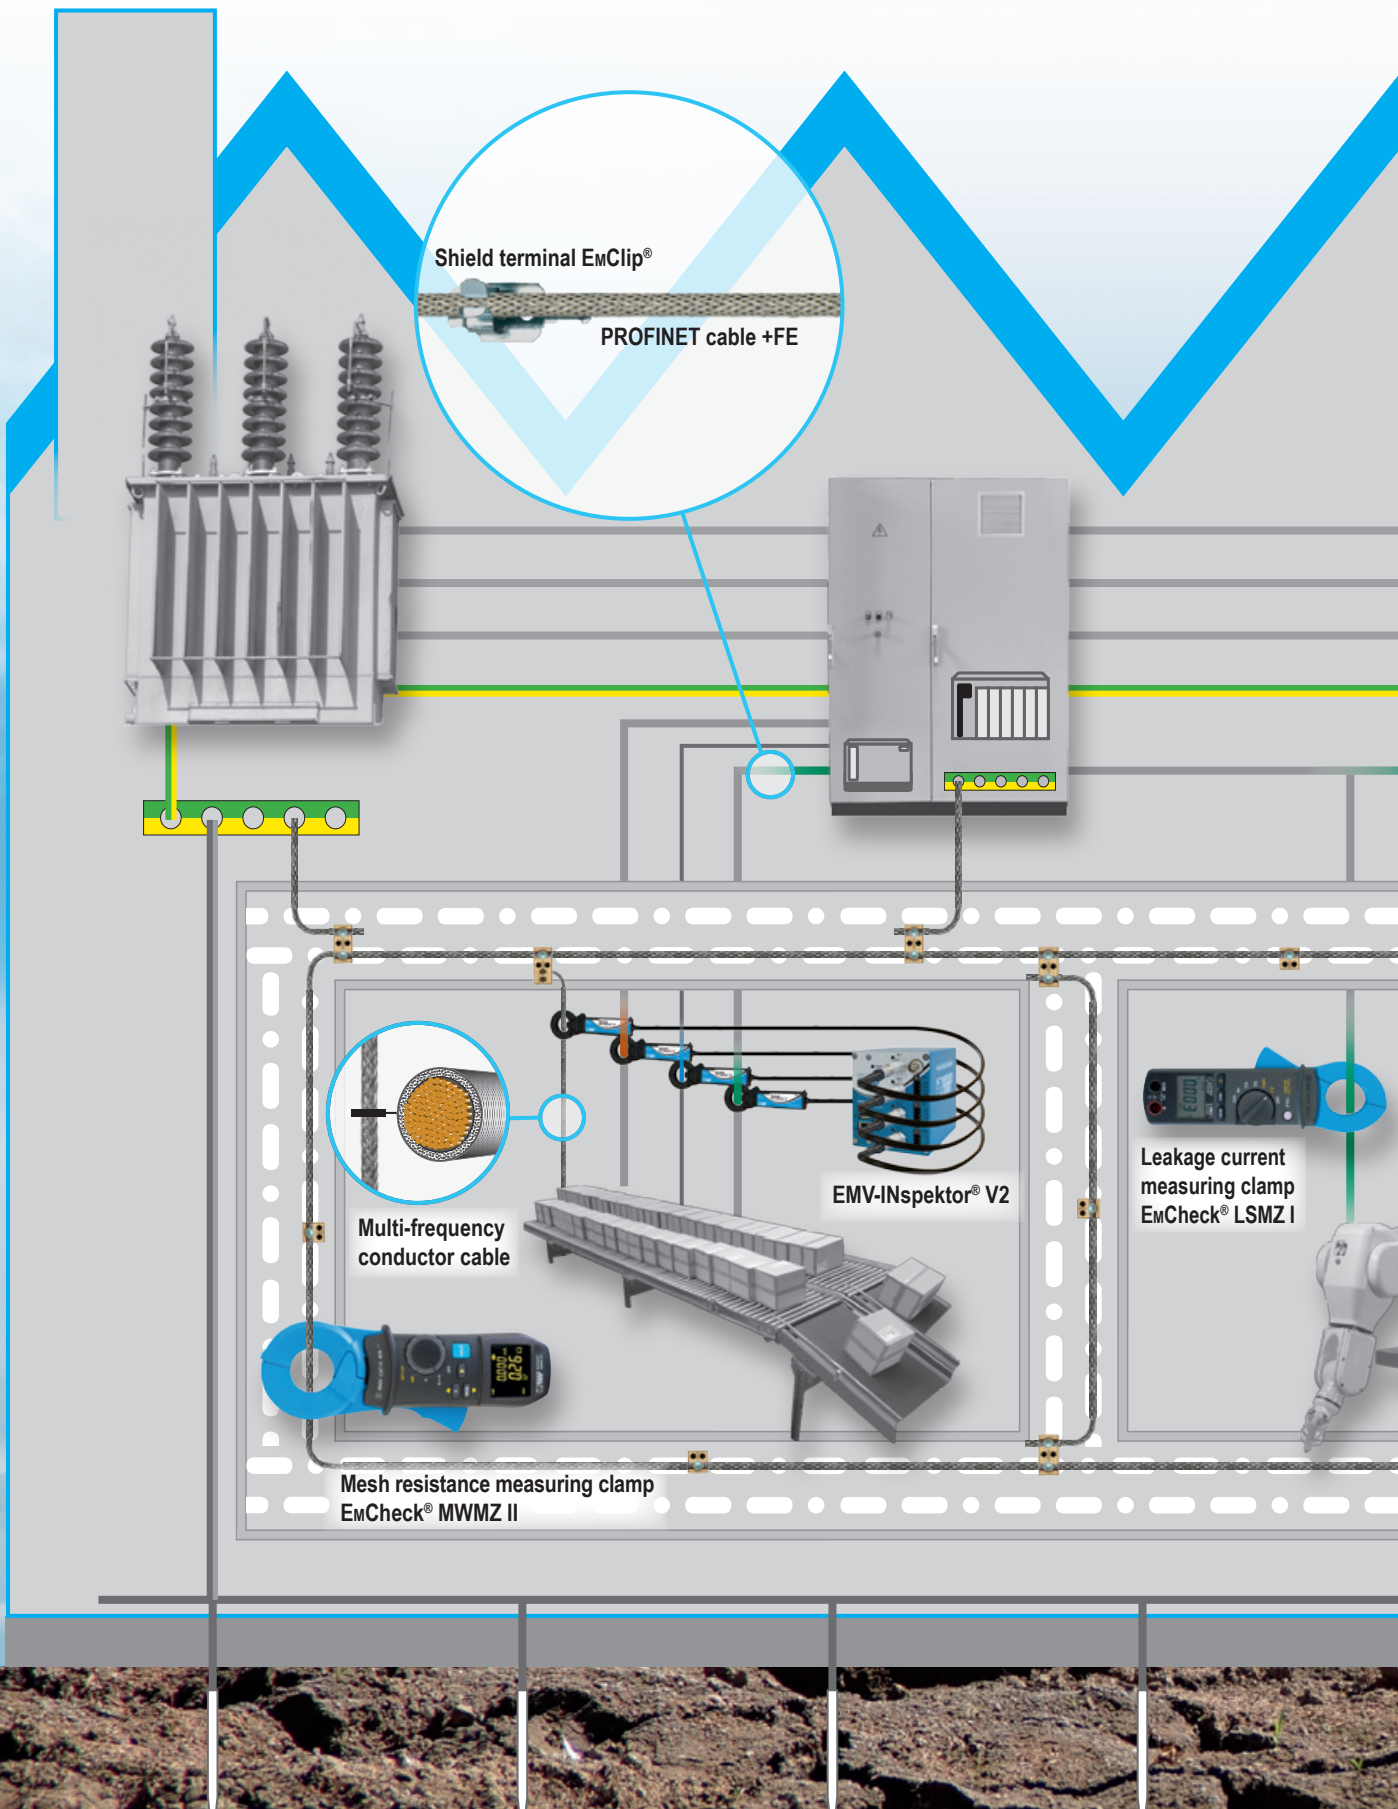 Shield terminal EMClip®
PROFINET cable +FE
EMV-INspektor® V2
Leakage current
measuring clamp
EMCheck® LSMZ I
Multi-frequency
conductor cable
Mesh resistance measuring clamp
EMCheck® MWMZ II